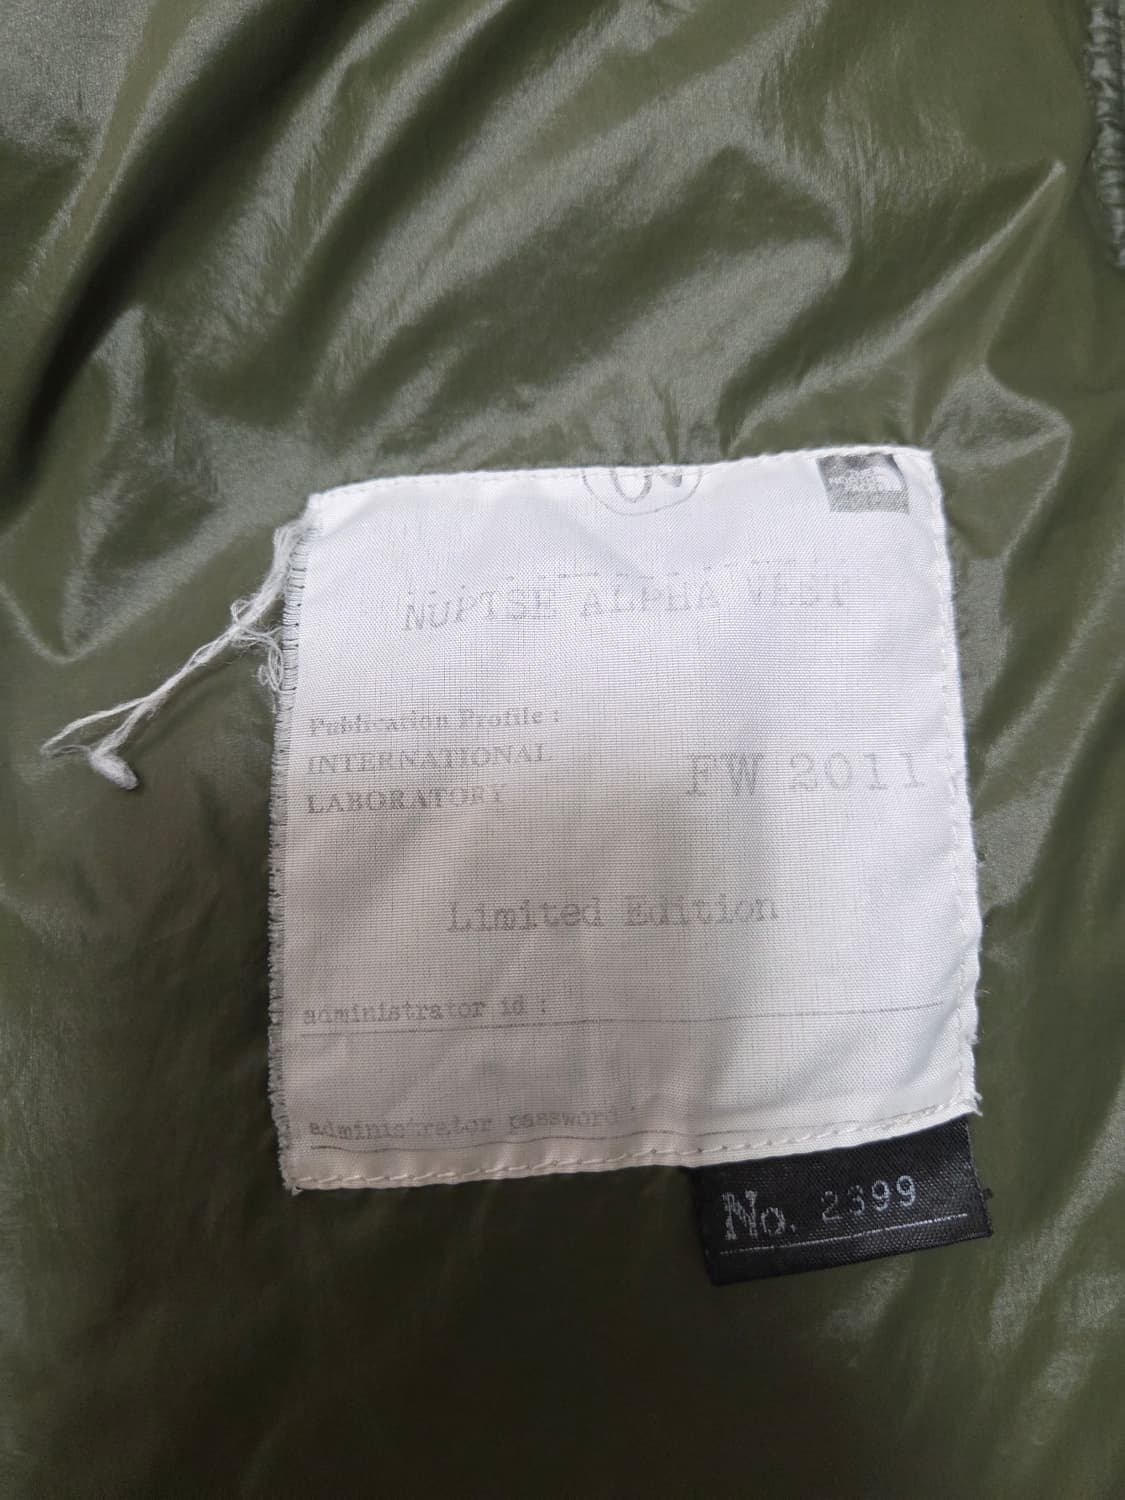 NUPTSE ALPHA VEST
Publication Profile :
INTERNATIONAL
LABORATORY
FW 2011
Limited Edition
administrator id :
administrator password :
No. 2399